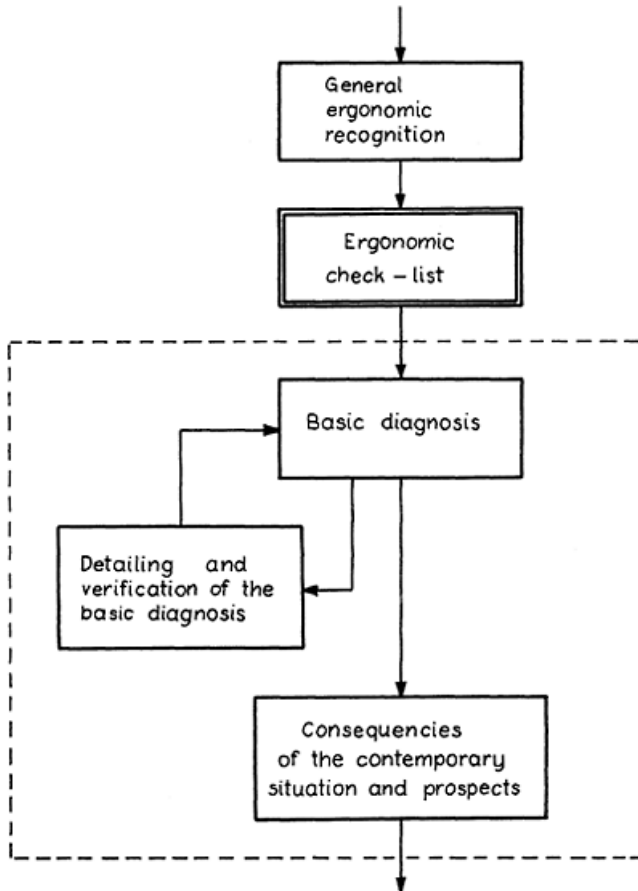 General
ergonomic
recognition
Ergonomic
check - list
Basic diagnosis
Detailing and
verification of the
basic diagnosis
Consequencies
of the contemporary
situation and prospects